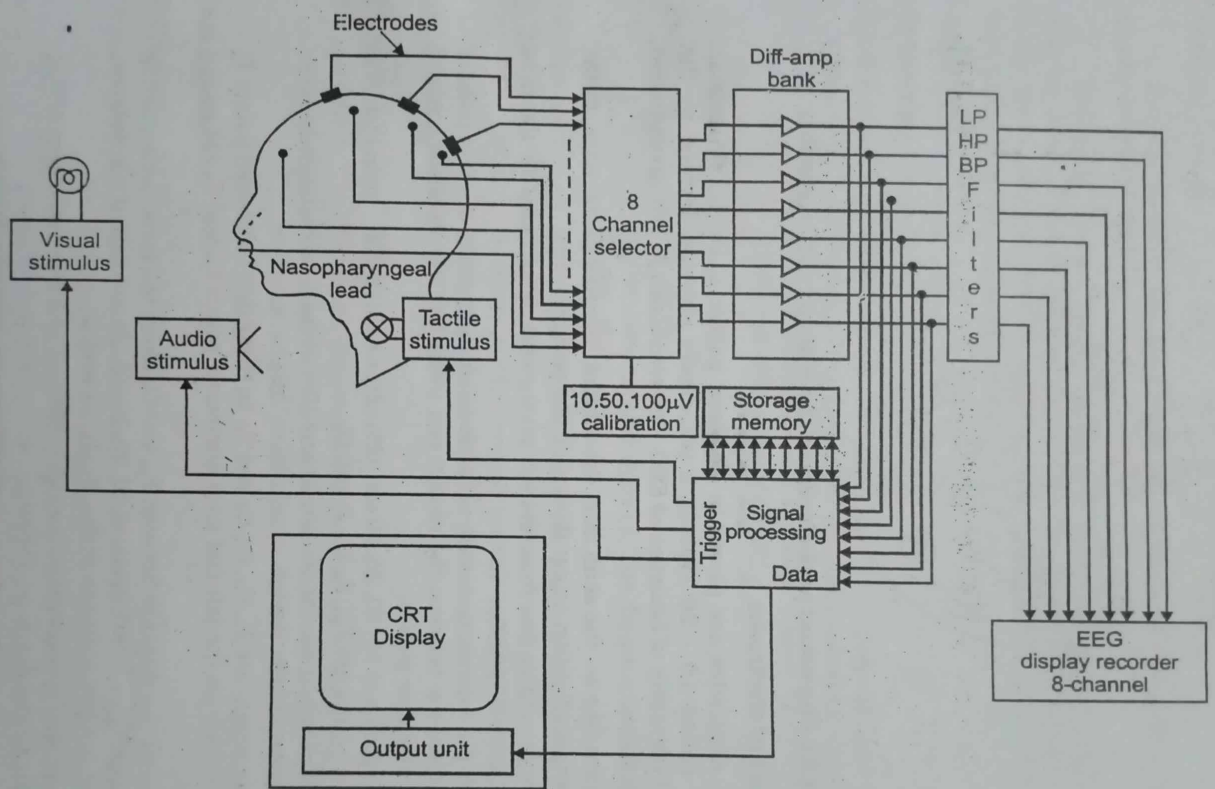 Electrodes
Diff-amp
bank
LP
HP
BP
F
i
l
t
e
r
s
8
Channel
selector
Visual
stimulus
Nasopharyngeal
lead
Tactile
stimulus
Audio
stimulus
10.50.100μV
calibration
Storage
memory
Trigger
Signal
processing
Data
CRT
Display
Output unit
EEG
display recorder
8-channel